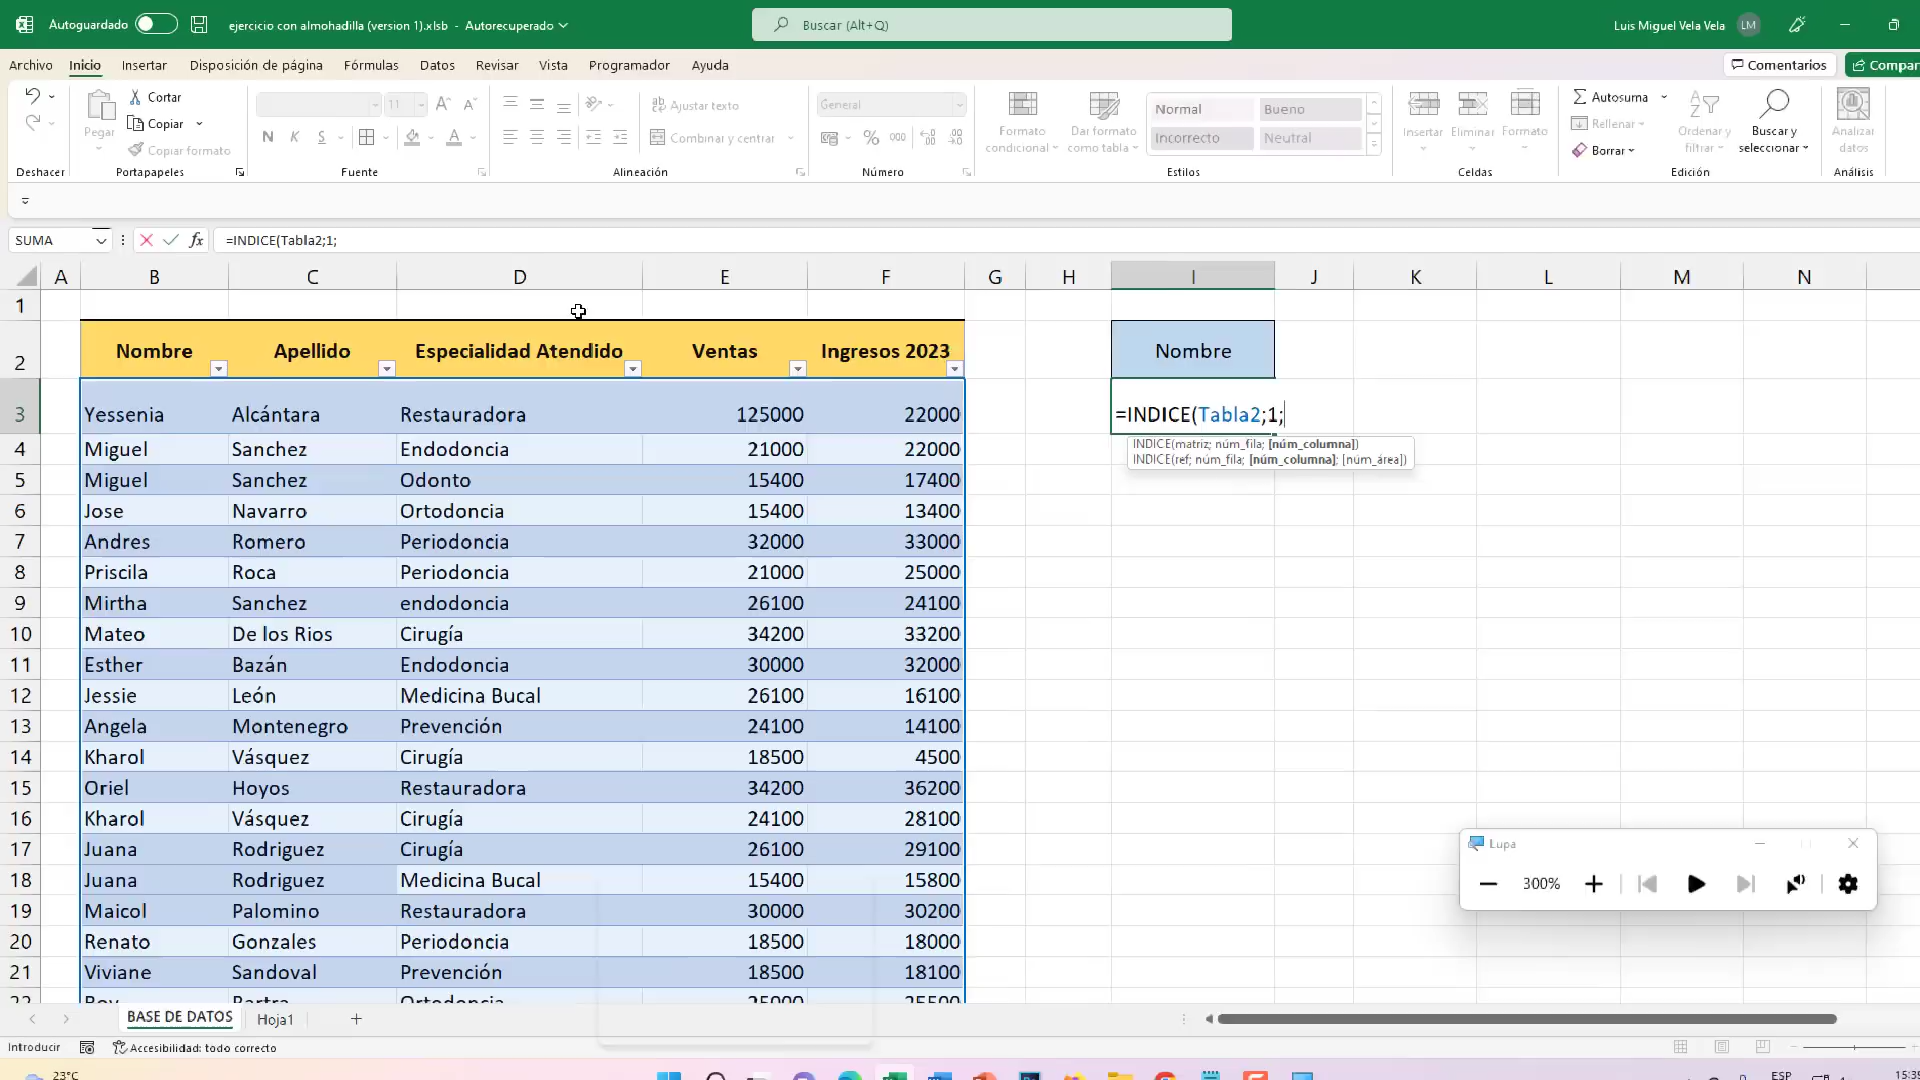 Autoguardado
ejercicio con almohadilla (version 1).xlsb - Autorecuperado
Buscar (Alt+Q)
Luis Miguel Vela Vela
LM
Archivo Inicio Insertar Disposición de página Fórmulas Datos Revisar Vista Programador Ayuda
Comentarios
Compar
Pegar
Cortar
Copiar
Copiar formato
11
N K S
Ajustar texto
Combinar y centrar
General
% 000
Formato condicional
Dar formato como tabla
Normal Bueno
Incorrecto Neutral
Insertar Eliminar Formato
Autosuma
Rellenar
Borrar
Ordenar y filtrar
Buscar y seleccionar
Analizar datos
Deshacer Portapapeles Fuente Alineación Número Estilos Celdas Edición Análisis
SUMA
fx
=INDICE(Tabla2;1;
A B C D E F G H I J K L M N
1
2 Nombre Apellido Especialidad Atendido Ventas Ingresos 2023 Nombre
3 Yessenia Alcántara Restauradora 125000 22000 =INDICE(Tabla2;1;
INDICE(matriz; núm_fila; [núm_columna])
INDICE(ref; núm_fila; [núm_columna]; [núm_área])
4 Miguel Sanchez Endodoncia 21000 22000
5 Miguel Sanchez Odonto 15400 17400
6 Jose Navarro Ortodoncia 15400 13400
7 Andres Romero Periodoncia 32000 33000
8 Priscila Roca Periodoncia 21000 25000
9 Mirtha Sanchez endodoncia 26100 24100
10 Mateo De los Rios Cirugía 34200 33200
11 Esther Bazán Endodoncia 30000 32000
12 Jessie León Medicina Bucal 26100 16100
13 Angela Montenegro Prevención 24100 14100
14 Kharol Vásquez Cirugía 18500 4500
15 Oriel Hoyos Restauradora 34200 36200
16 Kharol Vásquez Cirugía 24100 28100
17 Juana Rodriguez Cirugía 26100 29100
18 Juana Rodriguez Medicina Bucal 15400 15800
19 Maicol Palomino Restauradora 30000 30200
20 Renato Gonzales Periodoncia 18500 18000
21 Viviane Sandoval Prevención 18500 18100
22 Ortodoncia 25000 25500
Lupa
300%
BASE DE DATOS Hoja1
Introducir
Accesibilidad: todo correcto
23°C
ESP